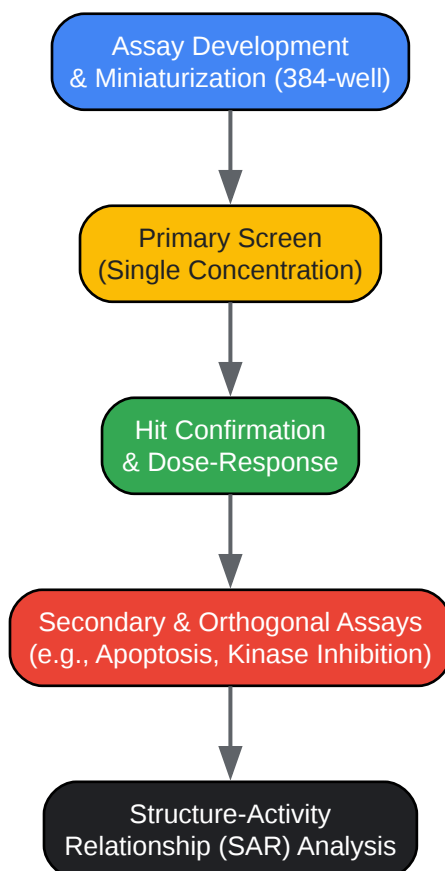 Assay Development
& Miniaturization (384-well)
Primary Screen
(Single Concentration)
Hit Confirmation
& Dose-Response
Secondary & Orthogonal Assays
(e.g., Apoptosis, Kinase Inhibition)
Structure-Activity
Relationship (SAR) Analysis